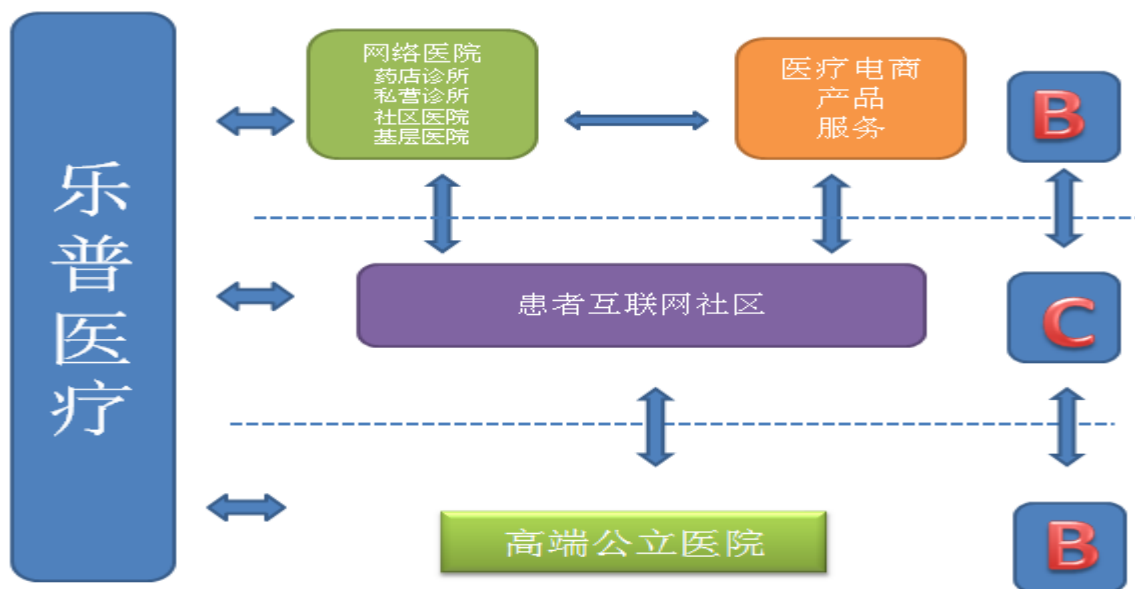 乐
普
医
疗
网络医院
药店诊所
私营诊所
社区医院
基层医院
医疗电商
产品
服务
B
患者互联网社区
C
高端公立医院
B